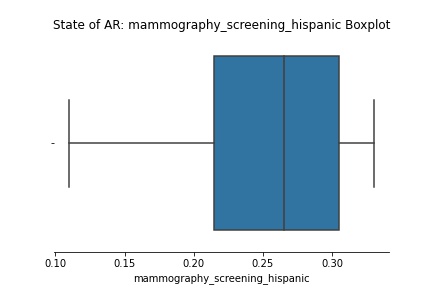 State of AR: mammography_screening_hispanic Boxplot
-
0.10 0.15 0.20 0.25 0.30
mammography_screening_hispanic